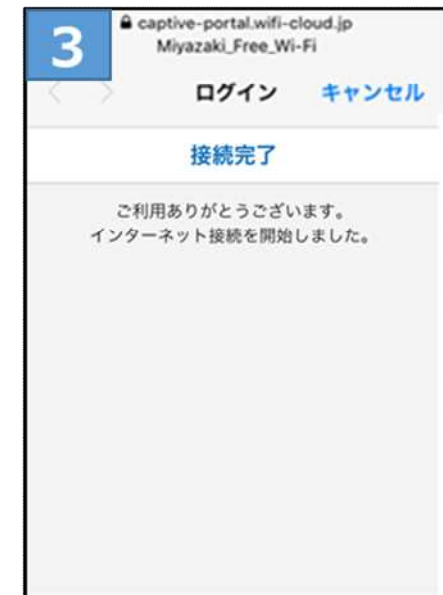 3
captive-portal.wifi-cloud.jp
Miyazaki_Free_Wi-Fi
ログイン キャンセル
接続完了
ご利用ありがとうございます。
インターネット接続を開始しました。